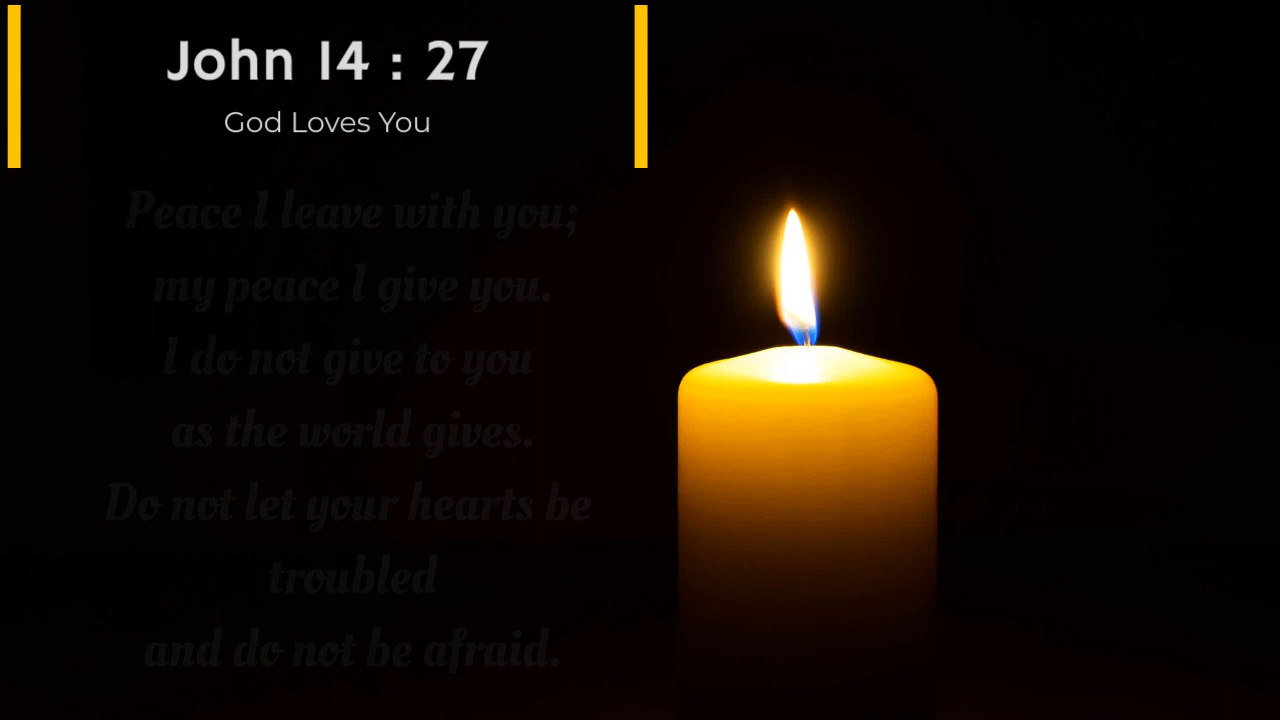 John 14 : 27
God Loves You
Peace I leave with you;
my peace I give you.
I do not give to you
as the world gives.
Do not let your hearts be
troubled
and do not be afraid.